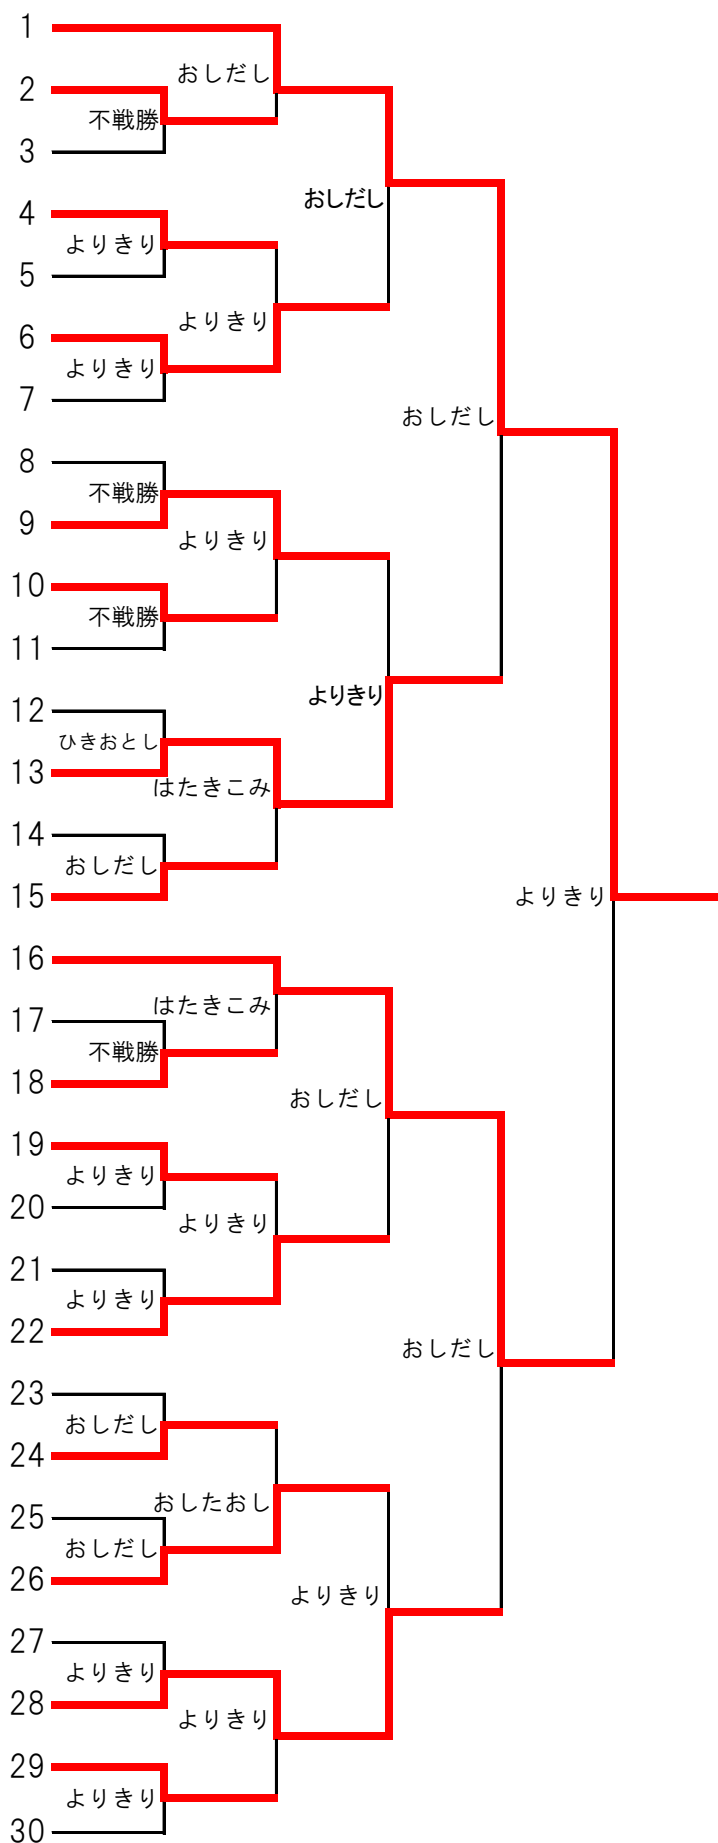 1
おしだし
2
不戦勝
3
おしだし
4
よりきり
5
よりきり
6
よりきり
7
おしだし
8
不戦勝
9
よりきり
10
不戦勝
11
よりきり
12
ひきおとし
13
はたきこみ
14
おしだし
15
よりきり
16
はたきこみ
17
不戦勝
18
おしだし
19
よりきり
20
よりきり
21
よりきり
22
おしだし
23
おしだし
24
おしたおし
25
おしだし
26
よりきり
27
よりきり
28
よりきり
29
よりきり
30